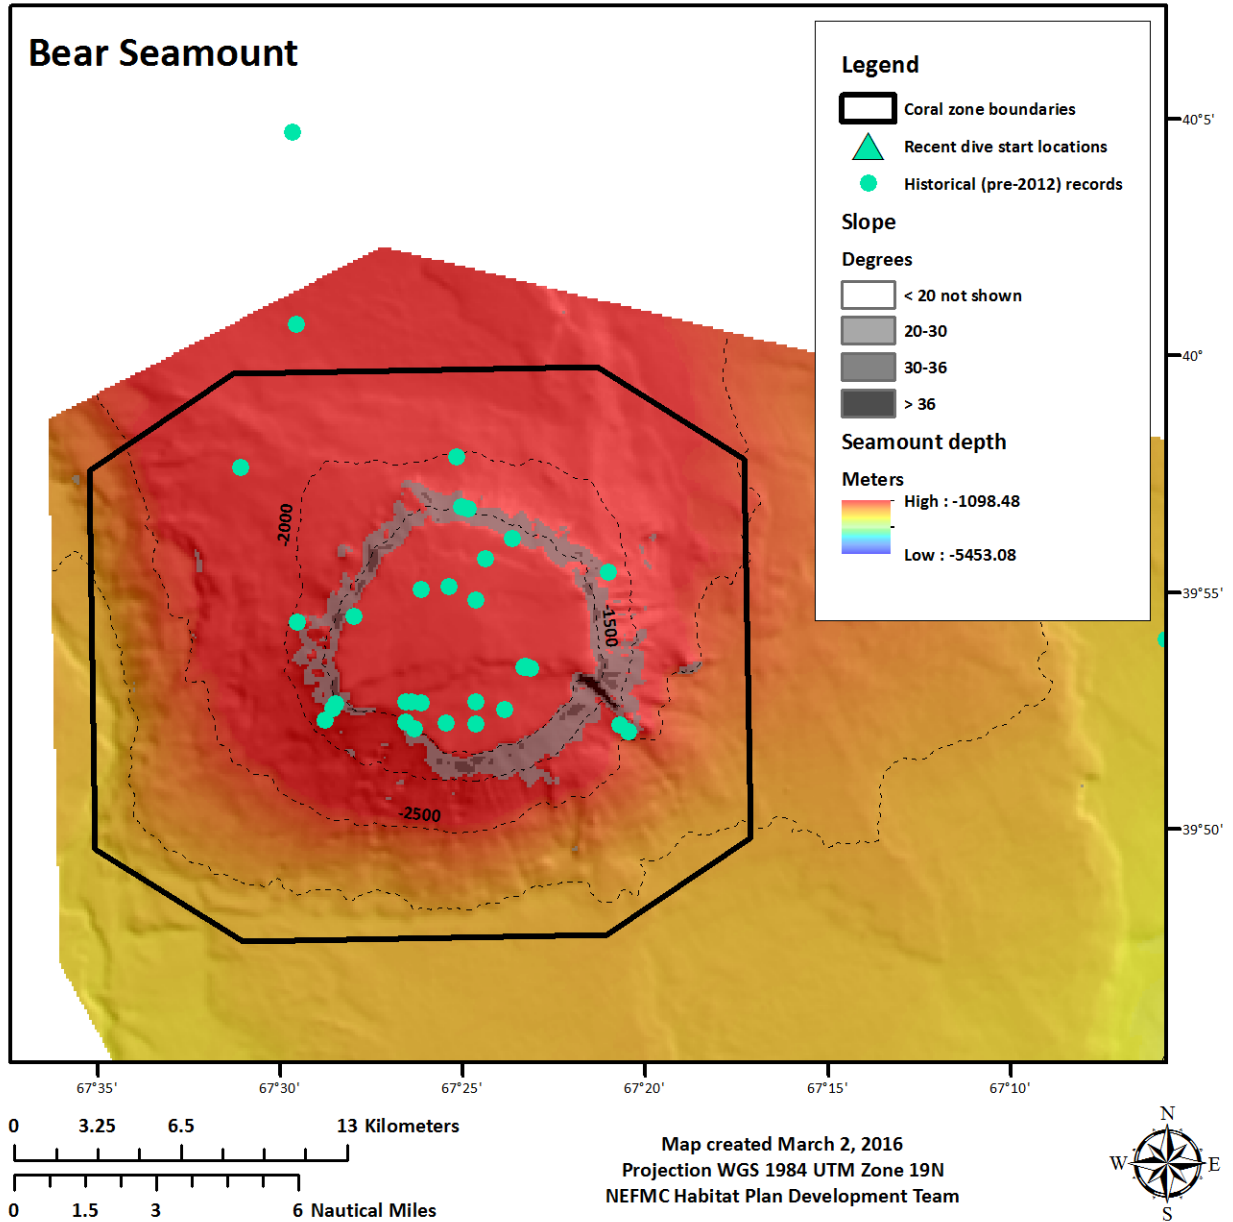 Bear Seamount
Legend
Coral zone boundaries
Recent dive start locations
Historical (pre-2012) records
Slope
Degrees
< 20 not shown
20-30
30-36
> 36
Seamount depth
Meters
High : -1098.48
Low : -5453.08
40°5'
40°
39°55'
39°50'
-2000
-1500
-2500
67°35' 67°30' 67°25' 67°20' 67°15' 67°10'
0 3.25 6.5 13 Kilometers
0 1.5 3 6 Nautical Miles
Map created March 2, 2016
Projection WGS 1984 UTM Zone 19N
NEFMC Habitat Plan Development Team
N
W E
S